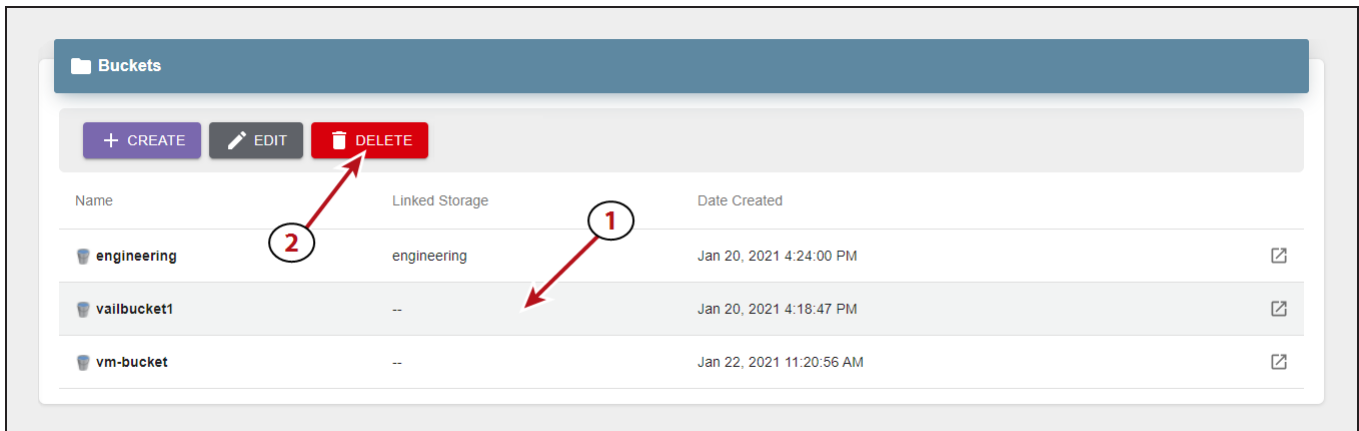 Buckets
CREATE EDIT DELETE
Name Linked Storage Date Created
1
2
engineering engineering Jan 20, 2021 4:24:00 PM
vailbucket1 -- Jan 20, 2021 4:18:47 PM
vm-bucket -- Jan 22, 2021 11:20:56 AM